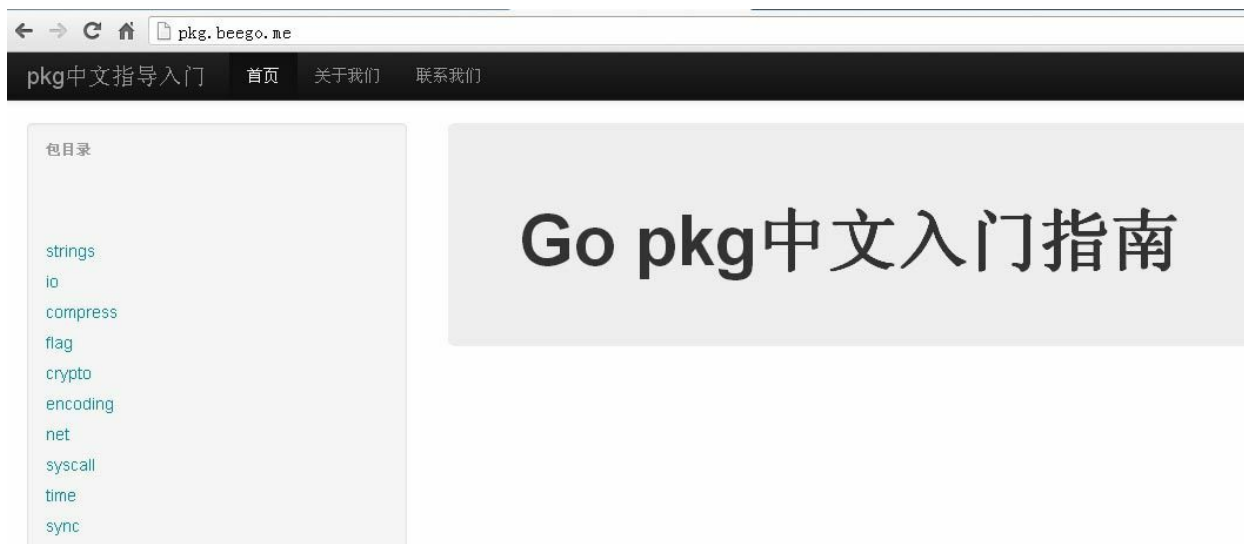 pkg.beego.me
pkg中文指导入门 首页 关于我们 联系我们
包目录
Go pkg中文入门指南
strings
io
compress
flag
crypto
encoding
net
syscall
time
sync